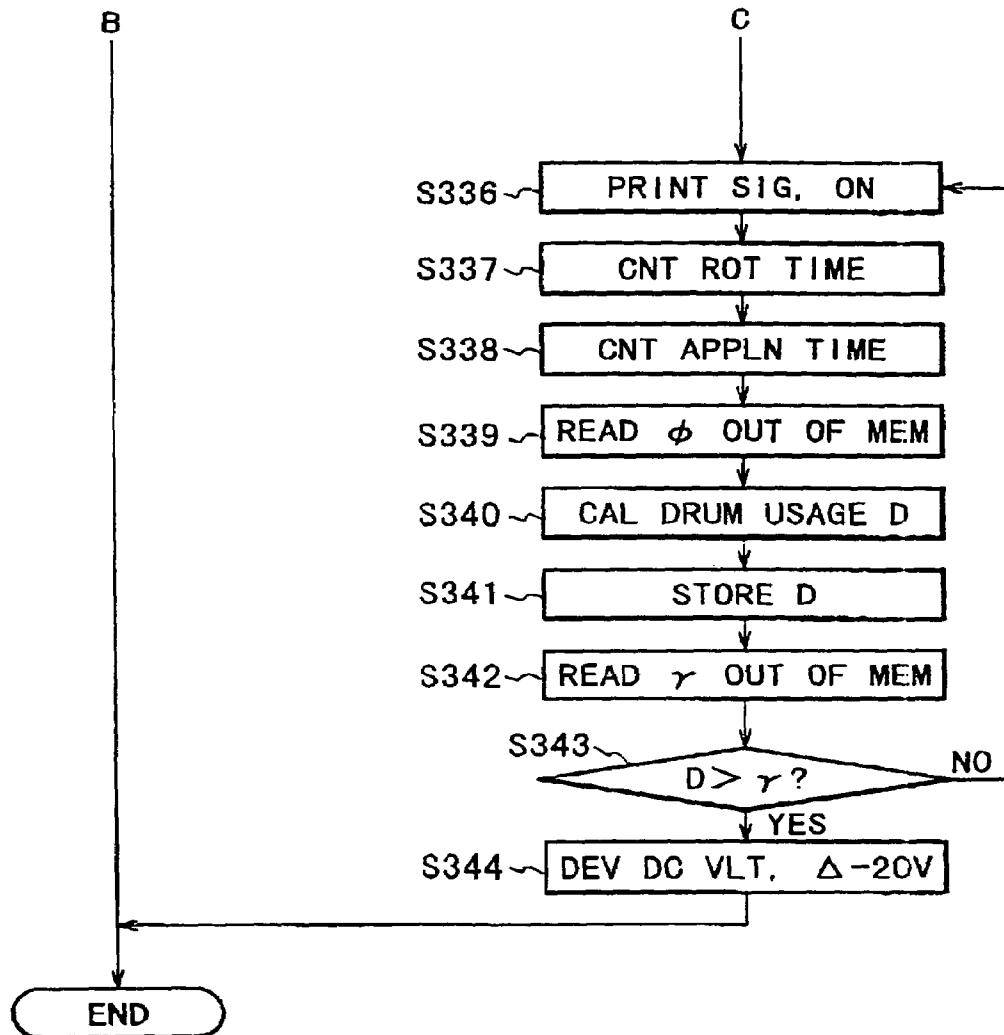 B
C
S336
PRINT SIG. ON
S337
CNT ROT TIME
S338
CNT APPLN TIME
S339
READ φ OUT OF MEM
S340
CAL DRUM USAGE D
S341
STORE D
S342
READ γ OUT OF MEM
S343
D > γ ?
NO
YES
S344
DEV DC VLT. Δ-20V
END